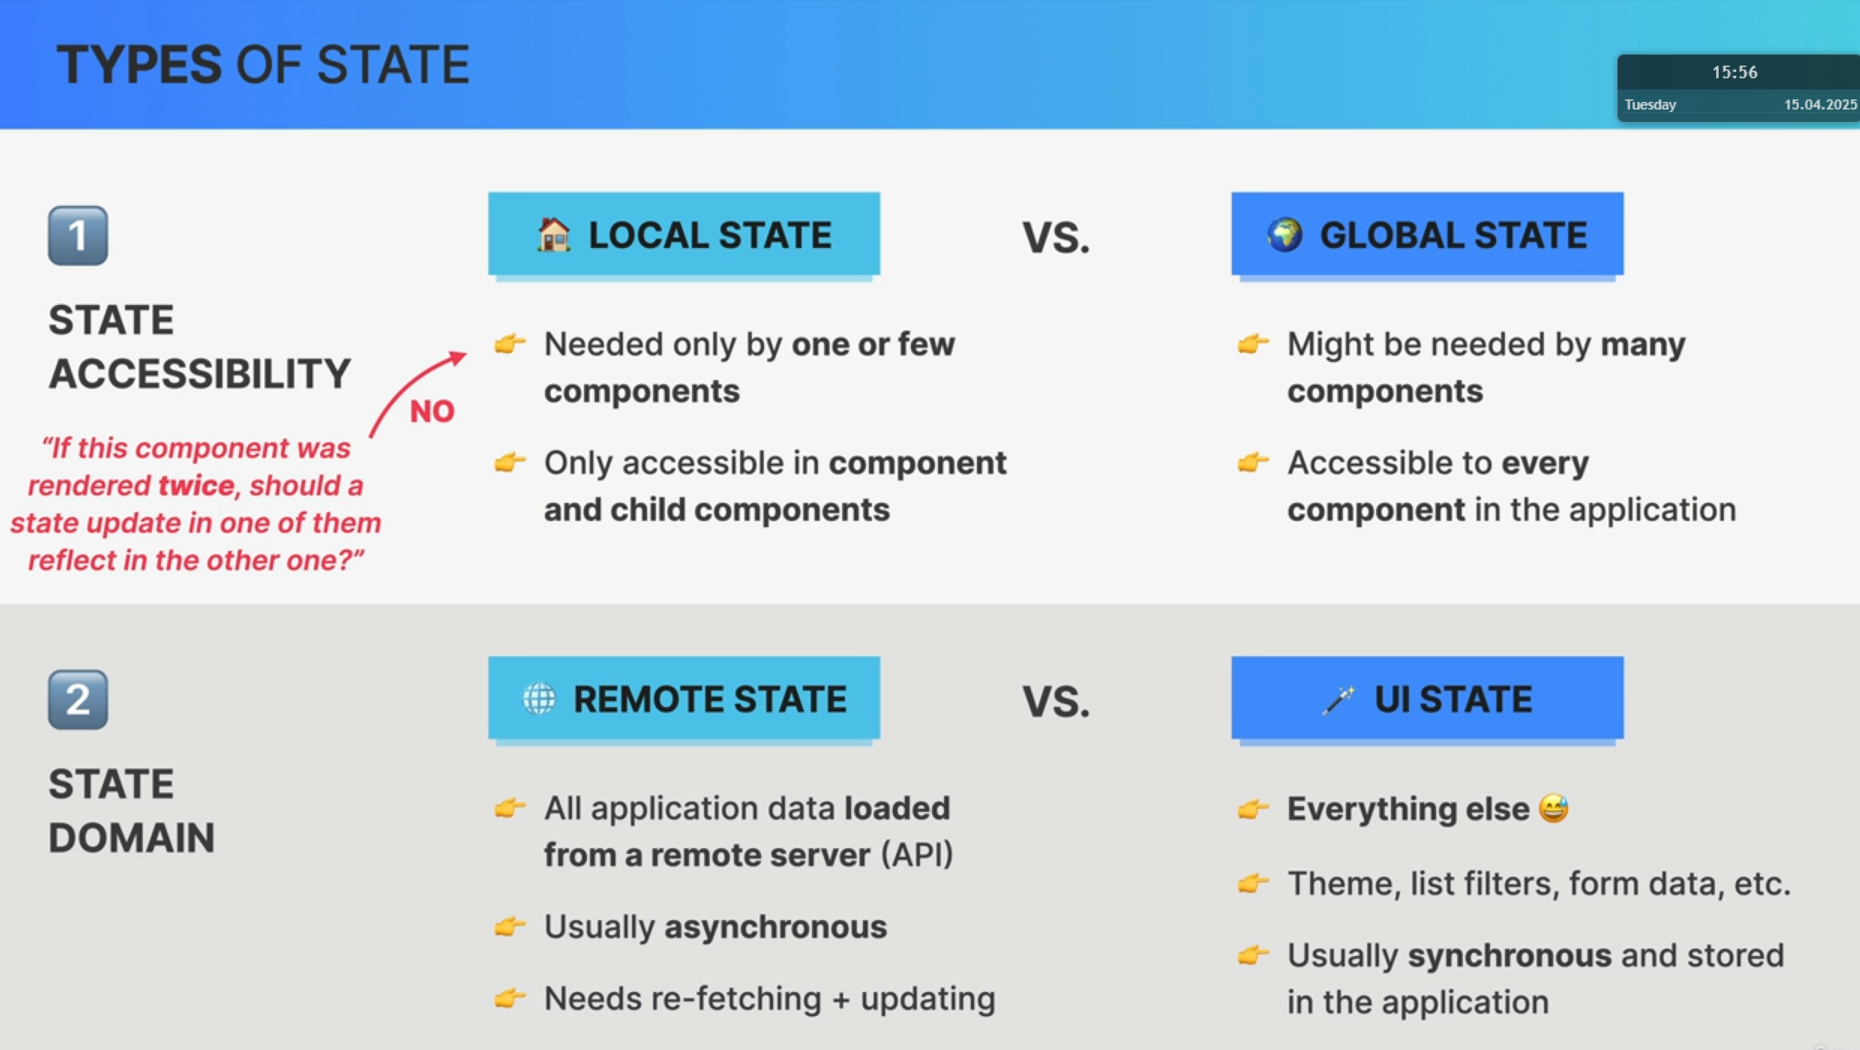 TYPES OF STATE
15:56
Tuesday 15.04.2025
1
STATE
ACCESSIBILITY
"If this component was
rendered twice, should a
state update in one of them
reflect in the other one?"
NO
LOCAL STATE
Needed only by one or few
components
Only accessible in component
and child components
VS.
GLOBAL STATE
Might be needed by many
components
Accessible to every
component in the application
2
STATE
DOMAIN
REMOTE STATE
All application data loaded
from a remote server (API)
Usually asynchronous
Needs re-fetching + updating
VS.
UI STATE
Everything else 😅
Theme, list filters, form data, etc.
Usually synchronous and stored
in the application